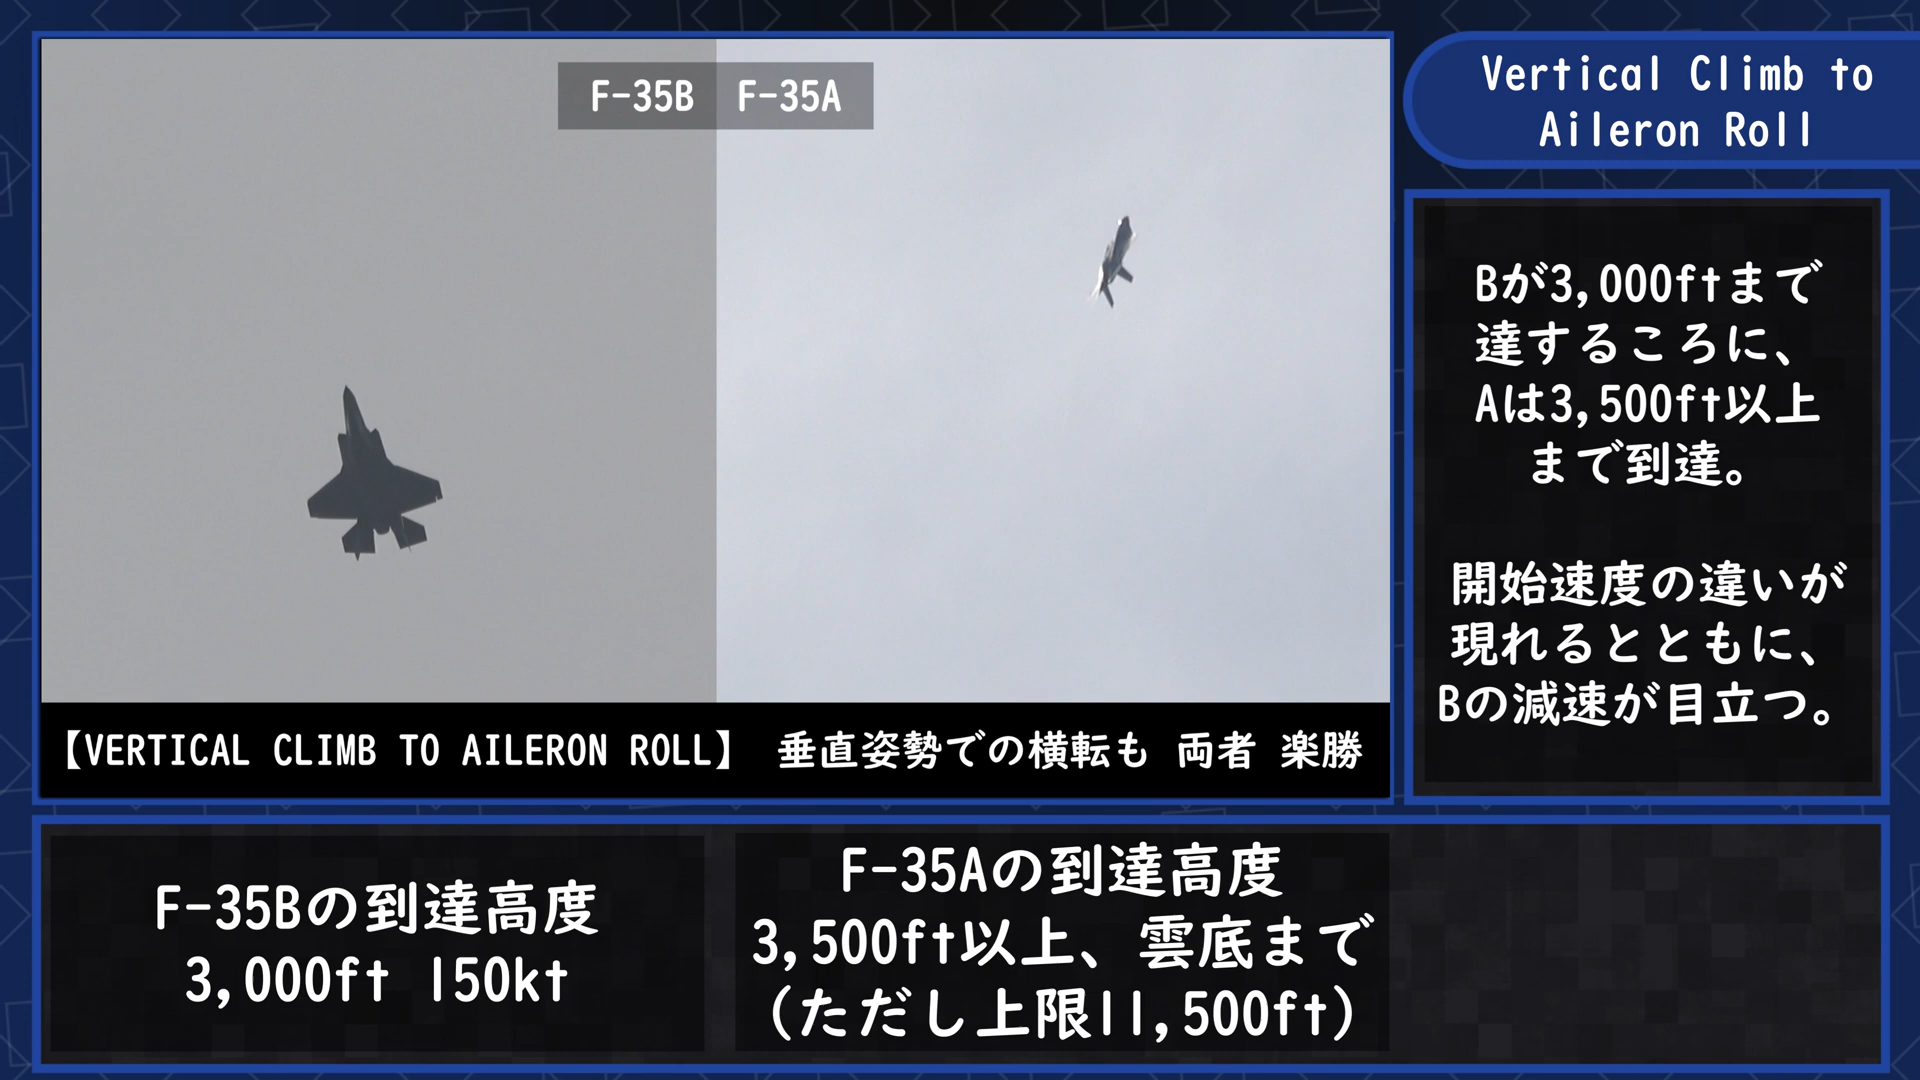 F-35B F-35A
Vertical Climb to
Aileron Roll
Bが3,000ftまで
達するころに、
Aは3,500ft以上
まで到達。
開始速度の違いが
現れるとともに、
Bの減速が目立つ。
【VERTICAL CLIMB TO AILERON ROLL】 垂直姿勢での横転も 両者 楽勝
F-35Bの到達高度
3,000ft 150kt
F-35Aの到達高度
3,500ft以上、雲底まで
(ただし上限11,500ft)